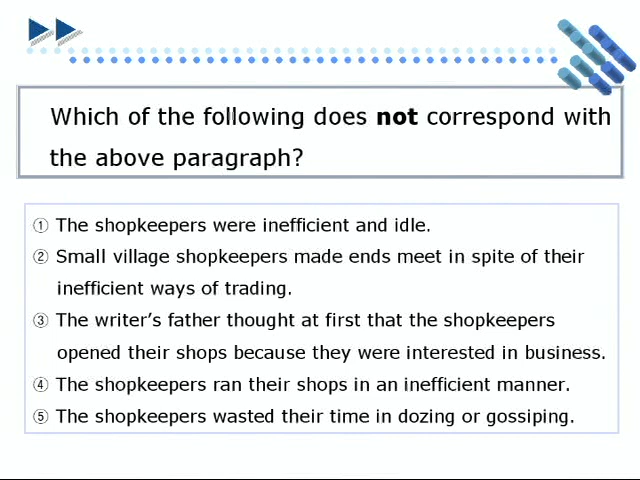 Which of the following does not correspond with
the above paragraph?
① The shopkeepers were inefficient and idle.
② Small village shopkeepers made ends meet in spite of their
inefficient ways of trading.
③ The writer's father thought at first that the shopkeepers
opened their shops because they were interested in business.
④ The shopkeepers ran their shops in an inefficient manner.
⑤ The shopkeepers wasted their time in dozing or gossiping.